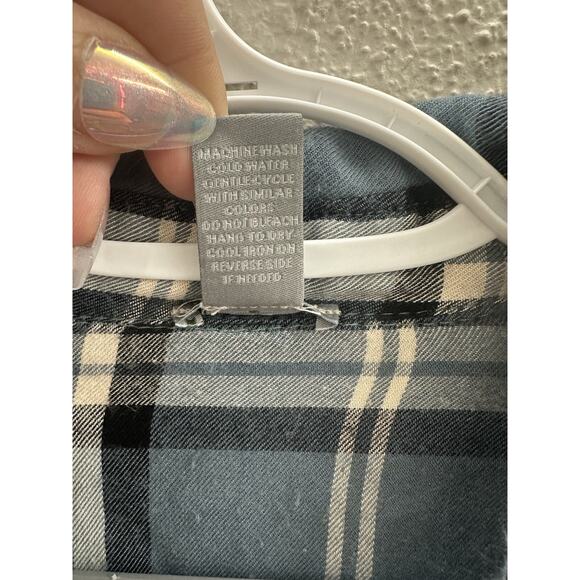 MACHINE WASH
COLD WATER
GENTLE CYCLE
WITH SIMILAR
COLORS
DO NOT BLEACH
HANG TO DRY
COOL IRON ON
REVERSE SIDE
IF NEEDED